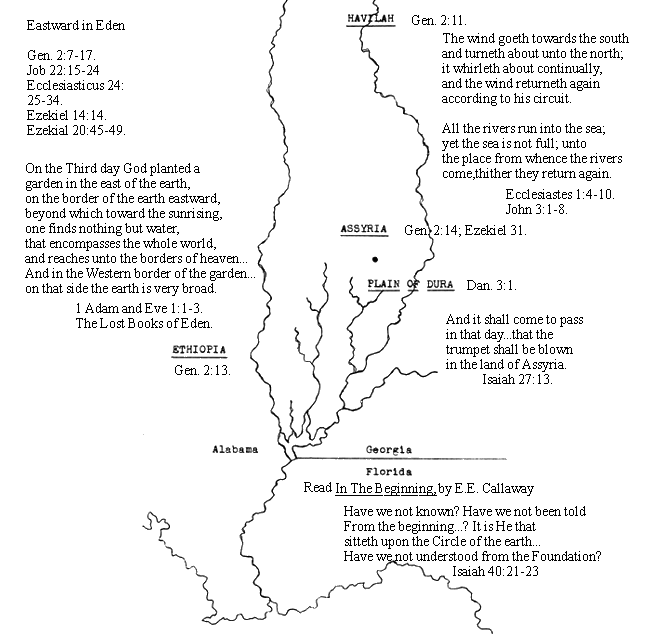 Eastward in Eden
Gen. 2:7-17.
Job 22:15-24
Ecclesiasticus 24:
25-34.
Ezekiel 14:14.
Ezekial 20:45-49.
On the Third day God planted a
garden in the east of the earth,
on the border of the earth eastward,
beyond which toward the sunrising,
one finds nothing but water,
that encompasses the whole world,
and reaches unto the borders of heaven...
And in the Western border of the garden...
on that side the earth is very broad.
1 Adam and Eve 1:1-3.
The Lost Books of Eden.
HAVILAH Gen. 2:11.
The wind goeth towards the south
and turneth about unto the north;
it whirleth about continually,
and the wind returneth again
according to his circuit.
All the rivers run into the sea;
yet the sea is not full; unto
the place from whence the rivers
come,thither they return again.
Ecclesiastes 1:4-10.
John 3:1-8.
ASSYRIA Gen. 2:14; Ezekiel 31.
PLAIN OF DURA Dan. 3:1.
And it shall come to pass
in that day...that the
trumpet shall be blown
in the land of Assyria.
Isaiah 27:13.
ETHIOPIA
Gen. 2:13.
Alabama Georgia
Florida
Read In The Beginning, by E.E. Callaway
Have we not known? Have we not been told
From the beginning...? It is He that
sitteth upon the Circle of the earth...
Have we not understood from the Foundation?
Isaiah 40:21-23